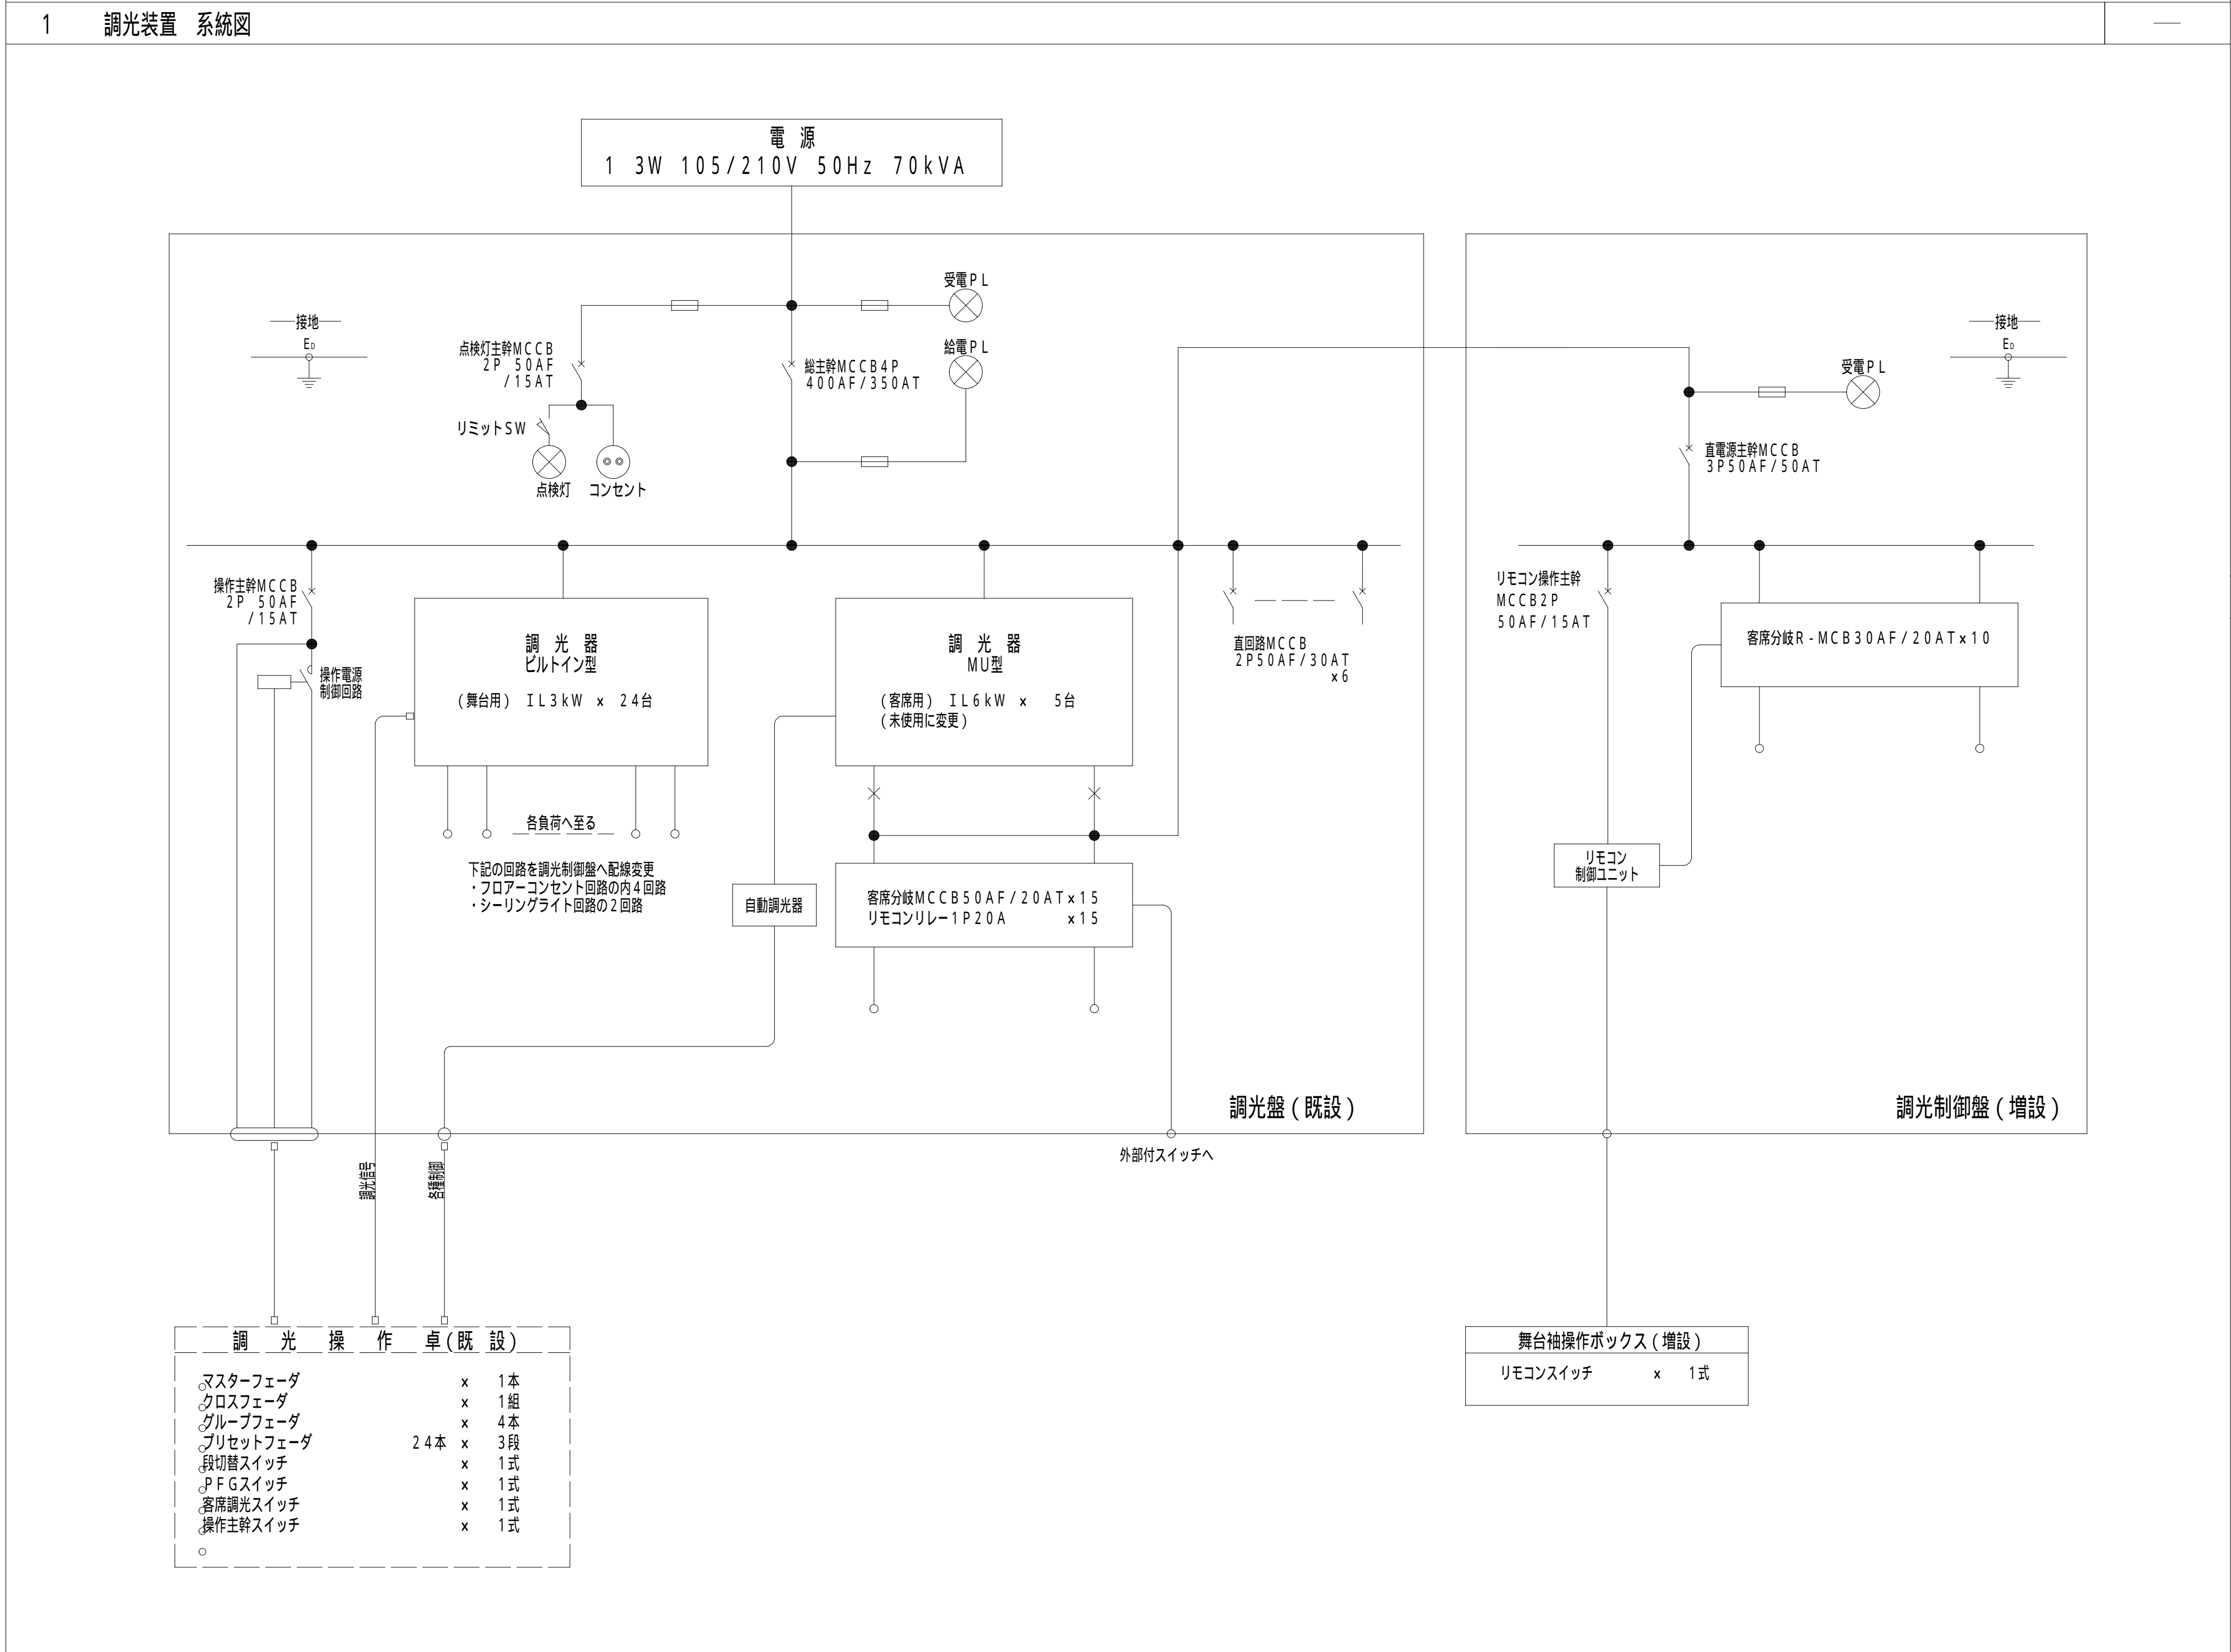 1 調光装置 系統図
電 源
1 3W 105/210V 50Hz 70kVA
受電PL
接地
ED
点検灯主幹MCCB
2P 50AF
/15AT
総主幹MCCB4P
400AF/350AT
給電PL
リミットSW
点検灯
コンセント
操作主幹MCCB
2P 50AF
/15AT
操作電源
制御回路
調 光 器
ビルトイン型
(舞台用) IL3kW × 24台
各負荷へ至る
下記の回路を調光制御盤へ配線変更
・フロアーコンセント回路の内4回路
・シーリングライト回路の2回路
調 光 器
MU型
(客席用) IL6kW × 5台
(未使用に変更)
直回路MCCB
2P50AF/30AT
×6
自動調光器
客席分岐MCCB50AF/20AT×15
リモコンリレー1P20A ×15
調光盤(既設)
外部付スイッチへ
調光信号
各種制御
受電PL
接地
ED
直電源主幹MCCB
3P50AF/50AT
リモコン操作主幹
MCCB2P
50AF/15AT
客席分岐R-MCB30AF/20AT×10
リモコン
制御ユニット
調光制御盤(増設)
調 光 操 作 卓(既 設)
マスターフェーダ × 1本
クロスフェーダ × 1組
グループフェーダ × 4本
プリセットフェーダ 24本 × 3段
段切替スイッチ × 1式
PFGスイッチ × 1式
客席調光スイッチ × 1式
操作主幹スイッチ × 1式
舞台袖操作ボックス(増設)
リモコンスイッチ × 1式